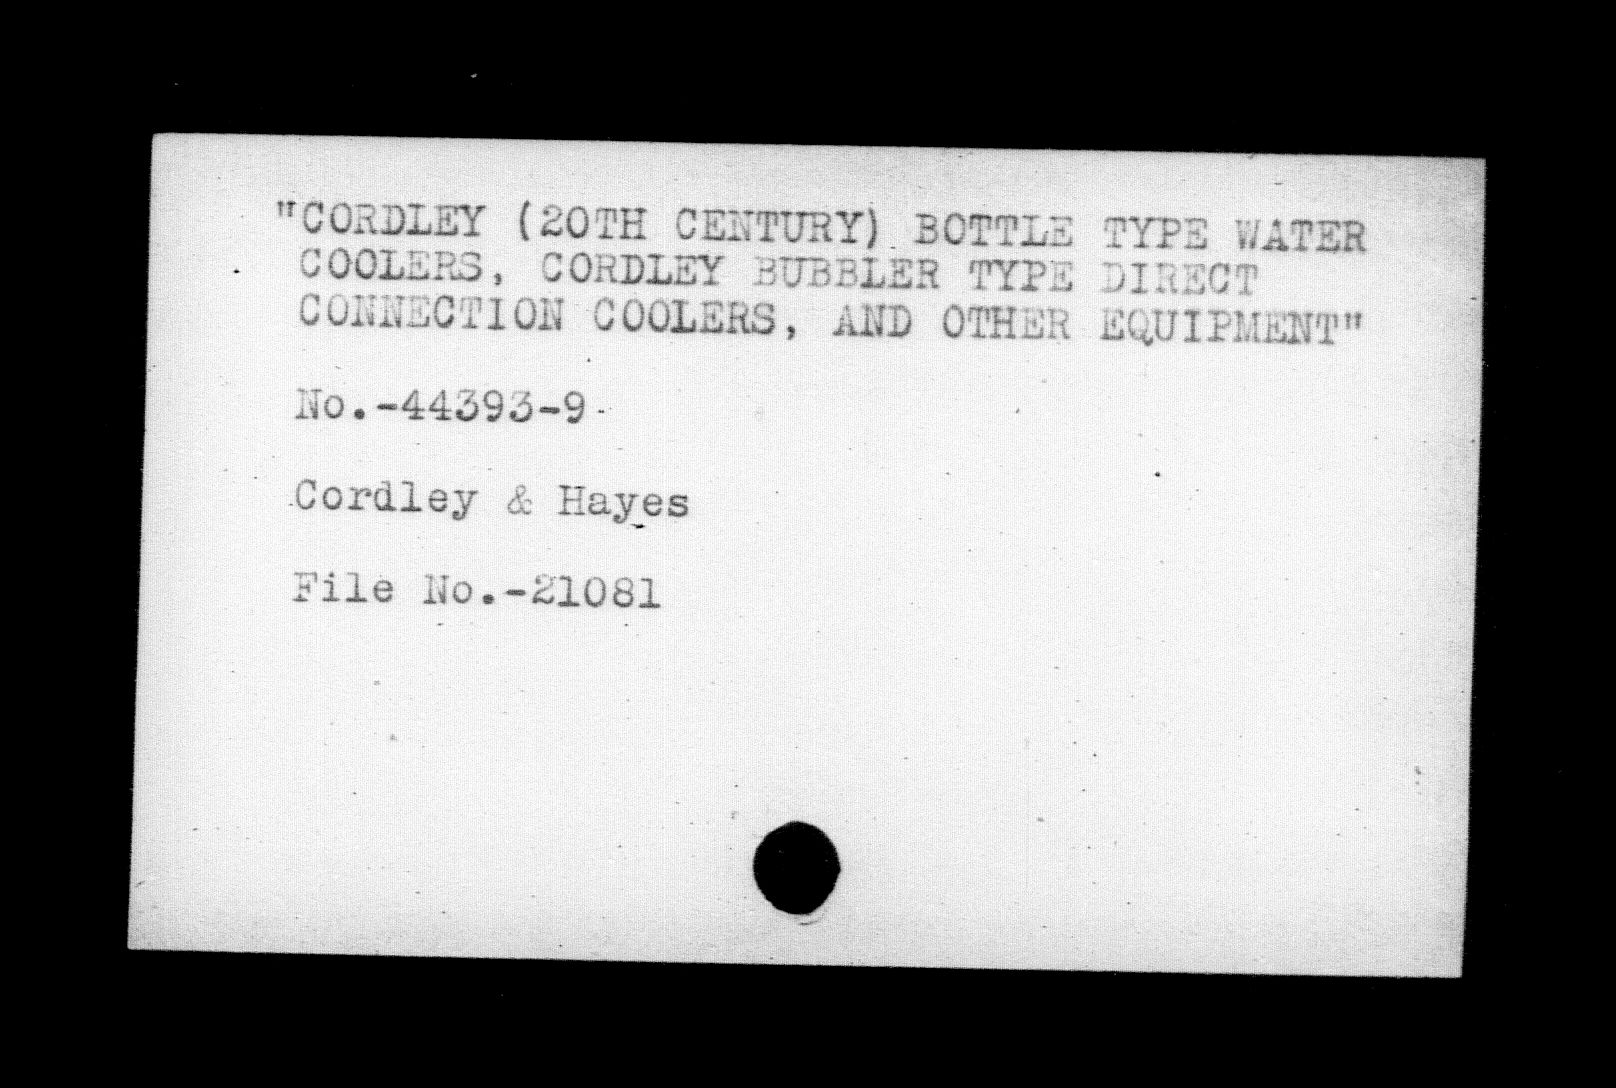 "CORDLEY (20TH CENTURY) BOTTLE TYPE WATER
COOLERS, CORDLEY BUBBLER TYPE DIRECT
CONNECTION COOLERS, AND OTHER EQUIPMENT"
No.-44393-9
Cordley & Hayes
File No.-21081